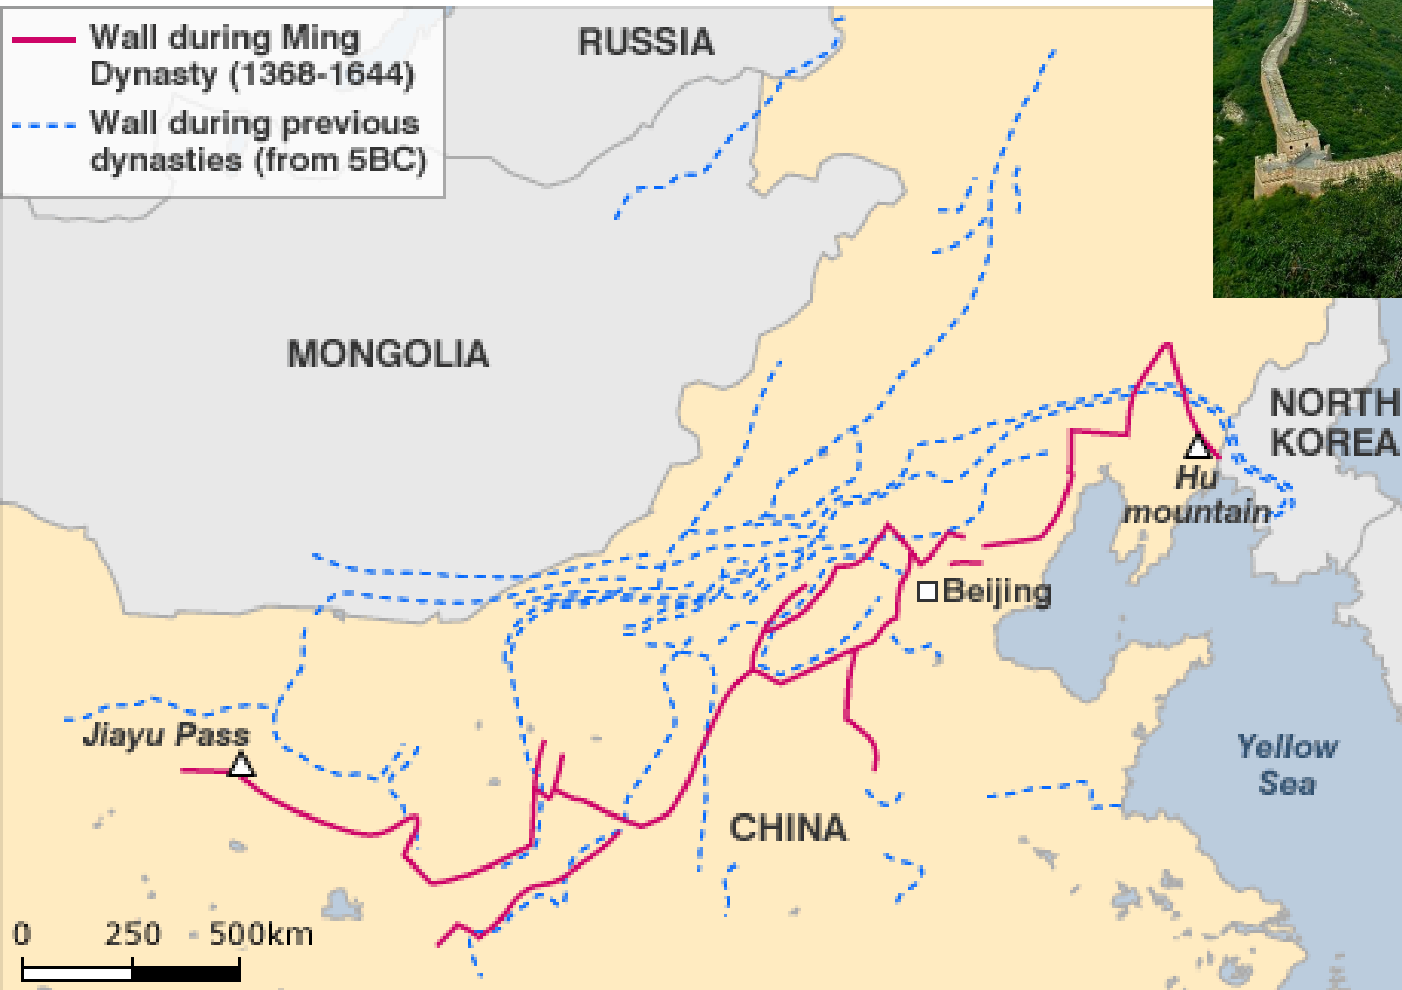 Wall during Ming
Dynasty (1368-1644)
Wall during previous
dynasties (from 5BC)
RUSSIA
MONGOLIA
NORTH
KOREA
Hu
mountain
Beijing
Jiayu Pass
Yellow
Sea
CHINA
0 250 500km